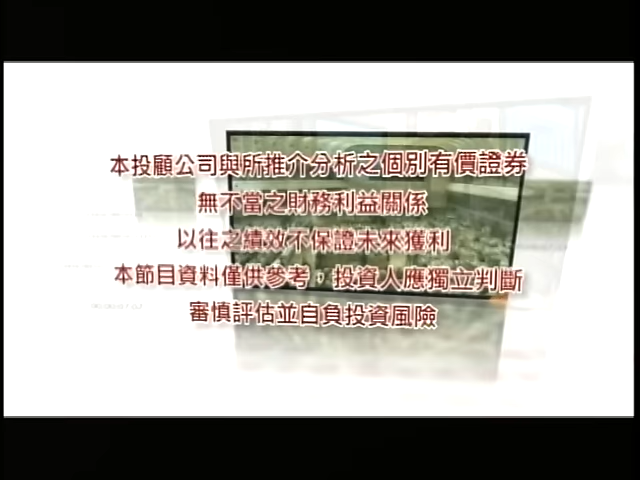 本投顧公司與所推介分析之個別有價證券
無不當之財務利益關係
以往之績效不保證未來獲利
本節目資料僅供參考，投資人應獨立判斷
審慎評估並自負投資風險